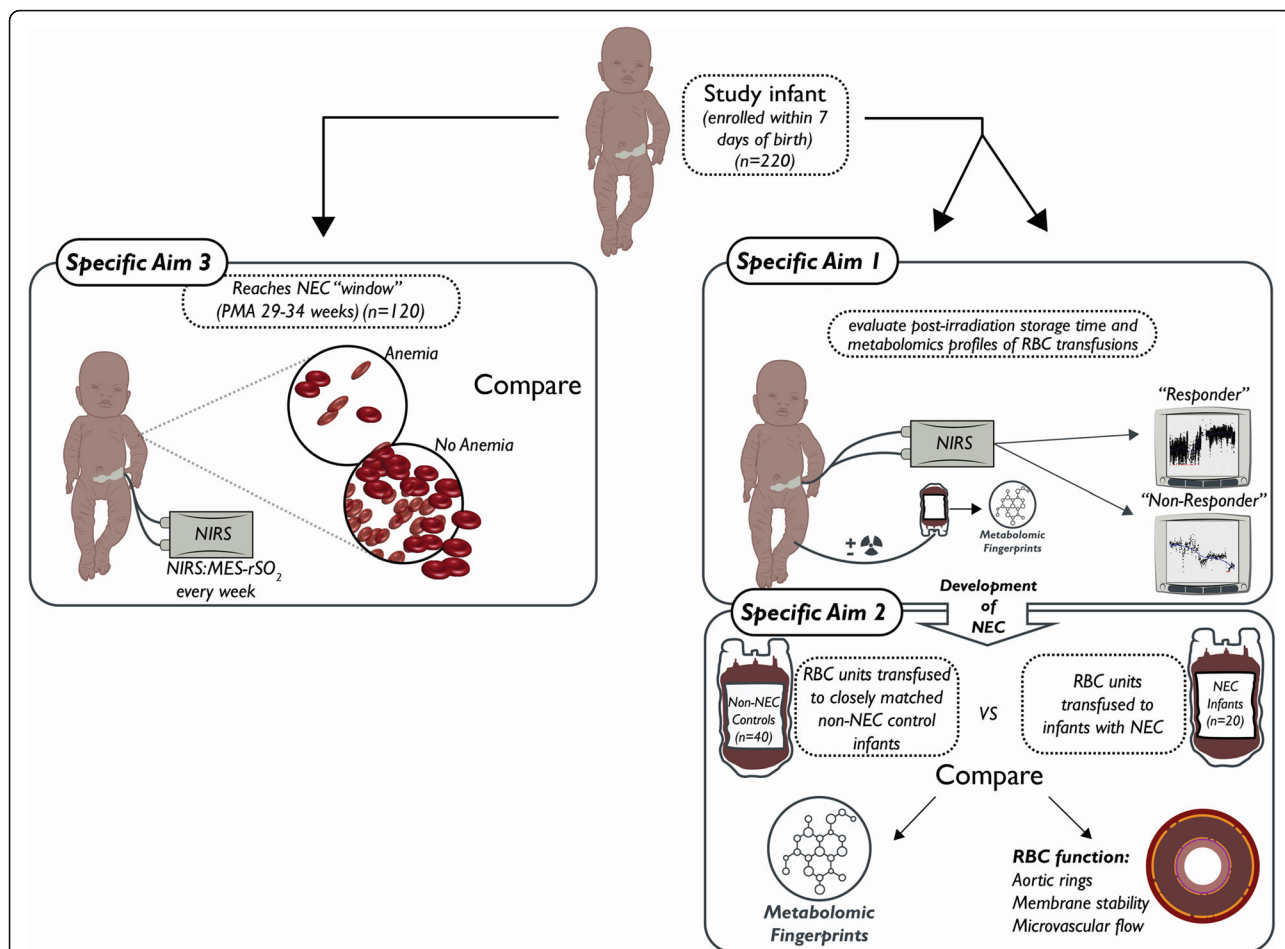 Study infant
(enrolled within 7
days of birth)
(n=220)
Specific Aim 3
Reaches NEC “window”
(PMA 29-34 weeks) (n=120)
Anemia
Compare
No Anemia
NIRS
NIRS:MES-rSO₂
every week
Specific Aim 1
evaluate post-irradiation storage time and
metabolomics profiles of RBC transfusions
“Responder”
NIRS
“Non-Responder”
Metabolomic
Fingerprints
+
-
Development
of
NEC
Specific Aim 2
Non-NEC
Controls
(n=40)
RBC units transfused
to closely matched
non-NEC control
infants
VS
RBC units
transfused to
infants with NEC
NEC
Infants
(n=20)
Compare
Metabolomic
Fingerprints
RBC function:
Aortic rings
Membrane stability
Microvascular flow